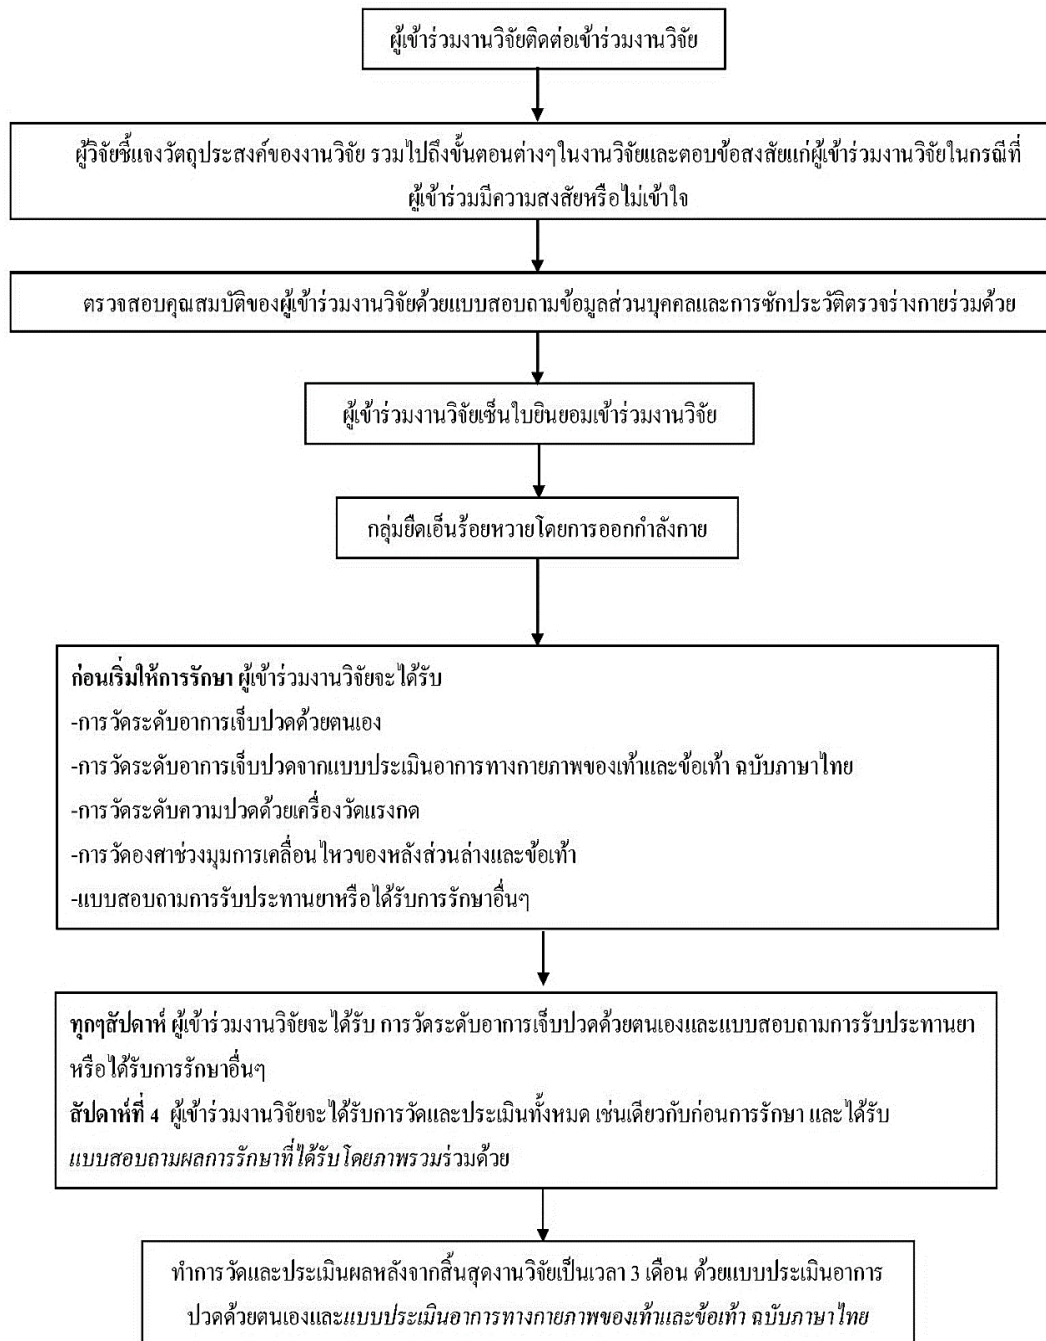 ผู้เข้าร่วมงานวิจัยติดต่อเข้าร่วมงานวิจัย
ผู้วิจัยชี้แจงวัตถุประสงค์ของงานวิจัย รวมไปถึงขั้นตอนต่างๆในงานวิจัยและตอบข้อสงสัยแก่ผู้เข้าร่วมงานวิจัยในกรณีที่
ผู้เข้าร่วมมีความสงสัยหรือไม่เข้าใจ
ตรวจสอบคุณสมบัติของผู้เข้าร่วมงานวิจัยด้วยแบบสอบถามข้อมูลส่วนบุคคลและการซักประวัติตรวจร่างกายร่วมด้วย
ผู้เข้าร่วมงานวิจัยเซ็นใบยินยอมเข้าร่วมงานวิจัย
กลุ่มยืดเอ็นร้อยหวายโดยการออกกำลังกาย
ก่อนเริ่มให้การรักษา ผู้เข้าร่วมงานวิจัยจะได้รับ
-การวัดระดับอาการเจ็บปวดด้วยตนเอง
-การวัดระดับอาการเจ็บปวดจากแบบประเมินอาการทางกายภาพของเท้าและข้อเท้า ฉบับภาษาไทย
-การวัดระดับความปวดด้วยเครื่องวัดแรงกด
-การวัดองศาช่วงมุมการเคลื่อนไหวของหลังส่วนล่างและข้อเท้า
-แบบสอบถามการรับประทานยาหรือได้รับการรักษาอื่นๆ
ทุกๆสัปดาห์ ผู้เข้าร่วมงานวิจัยจะได้รับ การวัดระดับอาการเจ็บปวดด้วยตนเองและแบบสอบถามการรับประทานยา
หรือได้รับการรักษาอื่นๆ
สัปดาห์ที่ 4 ผู้เข้าร่วมงานวิจัยจะได้รับการวัดและประเมินทั้งหมด เช่นเดียวกับก่อนการรักษา และได้รับ
แบบสอบถามผลการรักษาที่ได้รับโดยภาพรวมร่วมด้วย
ทำการวัดและประเมินผลหลังจากสิ้นสุดงานวิจัยเป็นเวลา 3 เดือน ด้วยแบบประเมินอาการ
ปวดด้วยตนเองและแบบประเมินอาการทางกายภาพของเท้าและข้อเท้า ฉบับภาษาไทย